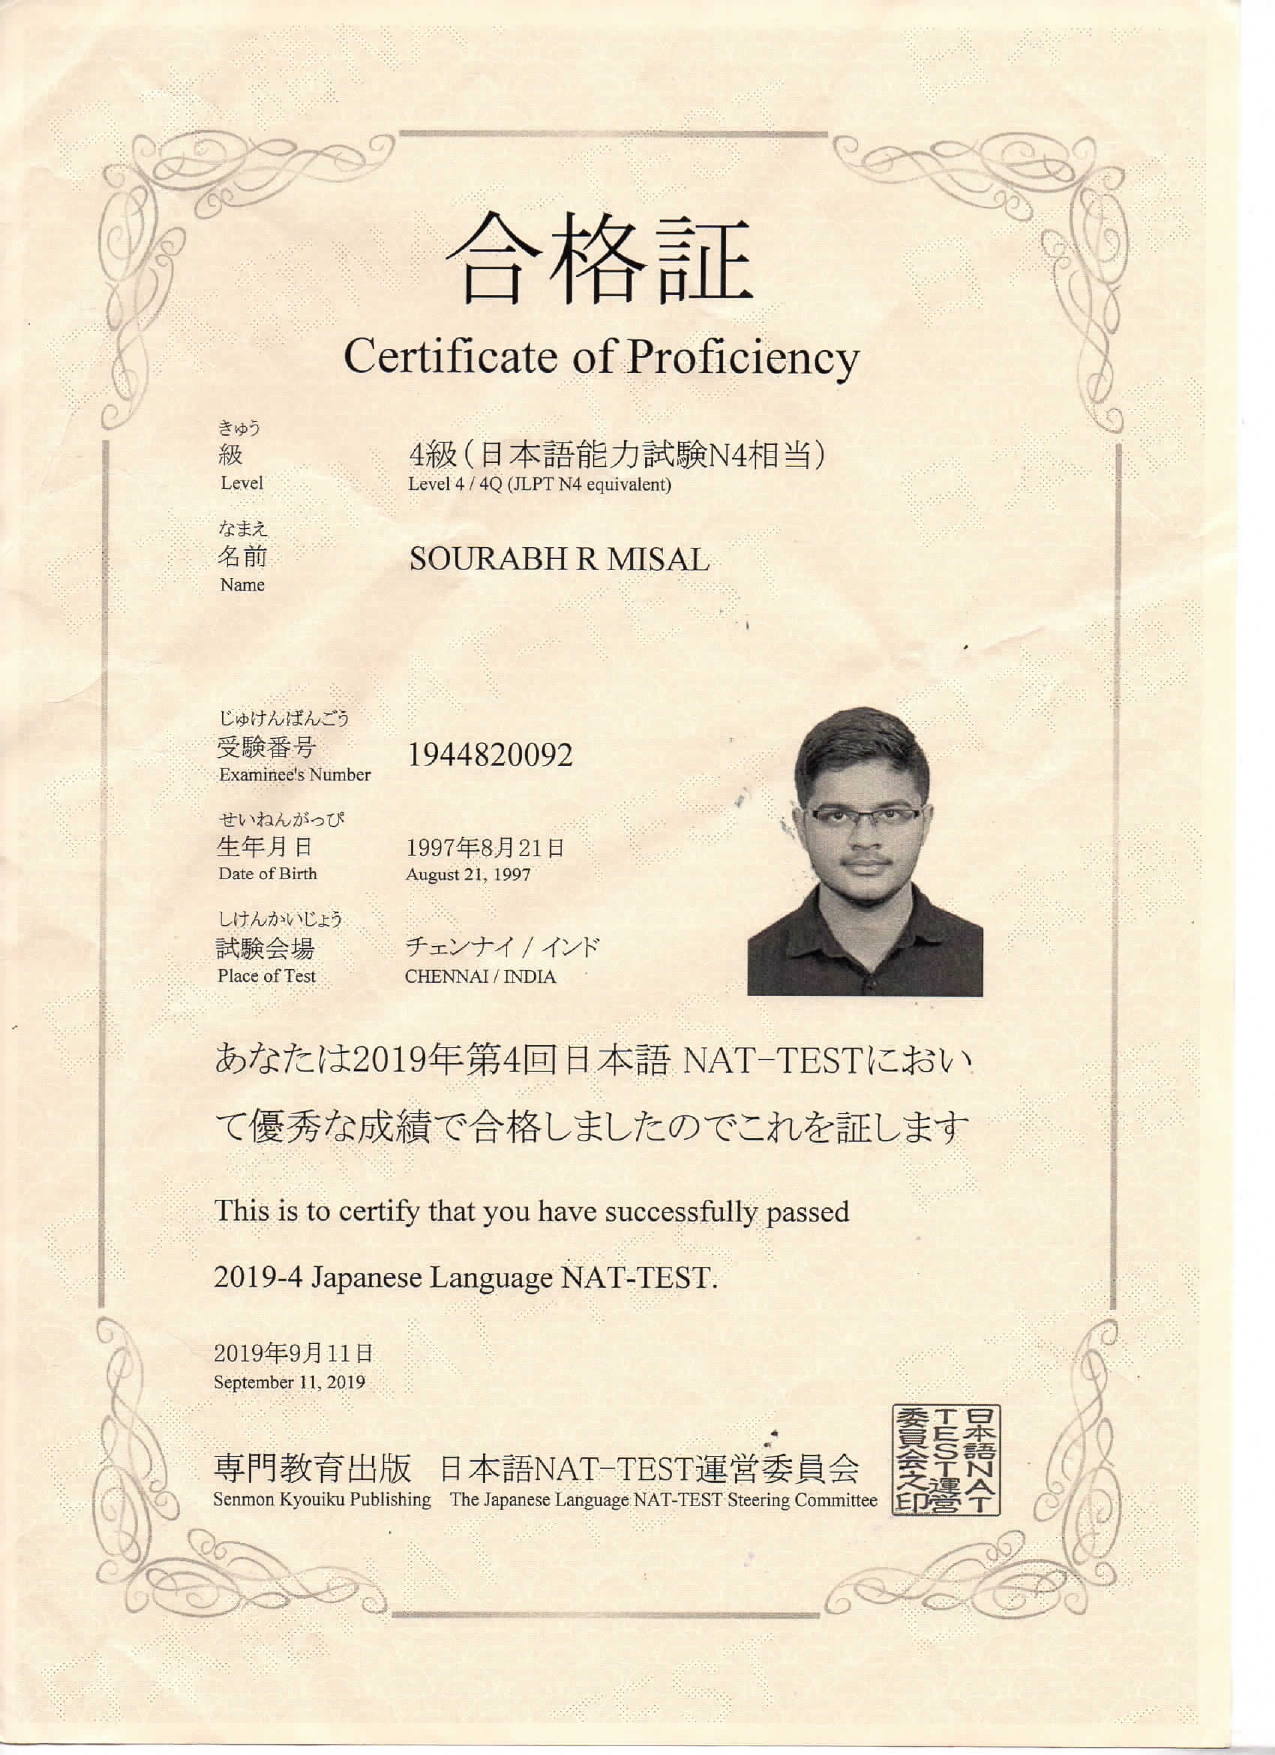 合格証
Certificate of Proficiency
きゅう
級
Level
4級(日本語能力試験N4相当)
Level 4 / 4Q (JLPT N4 equivalent)
なまえ
名前
Name
SOURABH R MISAL
じゅけんばんごう
受験番号
Examinee's Number
1944820092
せいねんがっぴ
生年月日
Date of Birth
1997年8月21日
August 21, 1997
しけんかいじょう
試験会場
Place of Test
チェンナイ / インド
CHENNAI / INDIA
あなたは2019年第4回日本語 NAT-TESTにおい
て優秀な成績で合格しましたのでこれを証します
This is to certify that you have successfully passed
2019-4 Japanese Language NAT-TEST.
2019年9月11日
September 11, 2019
専門教育出版 日本語NAT-TEST運営委員会
Senmon Kyouiku Publishing The Japanese Language NAT-TEST Steering Committee
日本語NAT
TEST運営
委員会之印